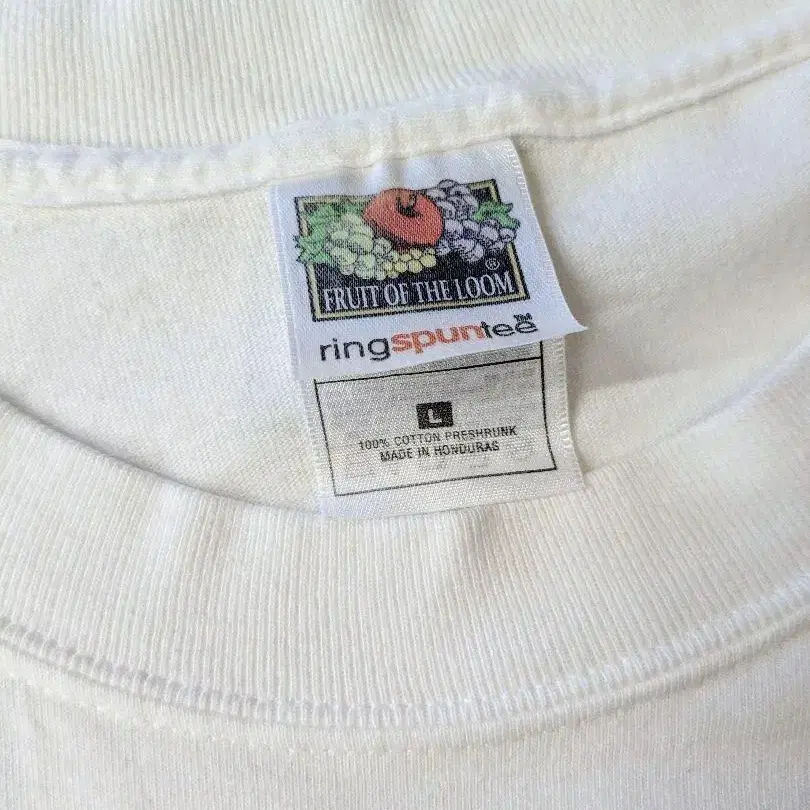 ®
FRUIT OF THE LOOM
ringspuntee™
L
100% COTTON PRESHRUNK
MADE IN HONDURAS